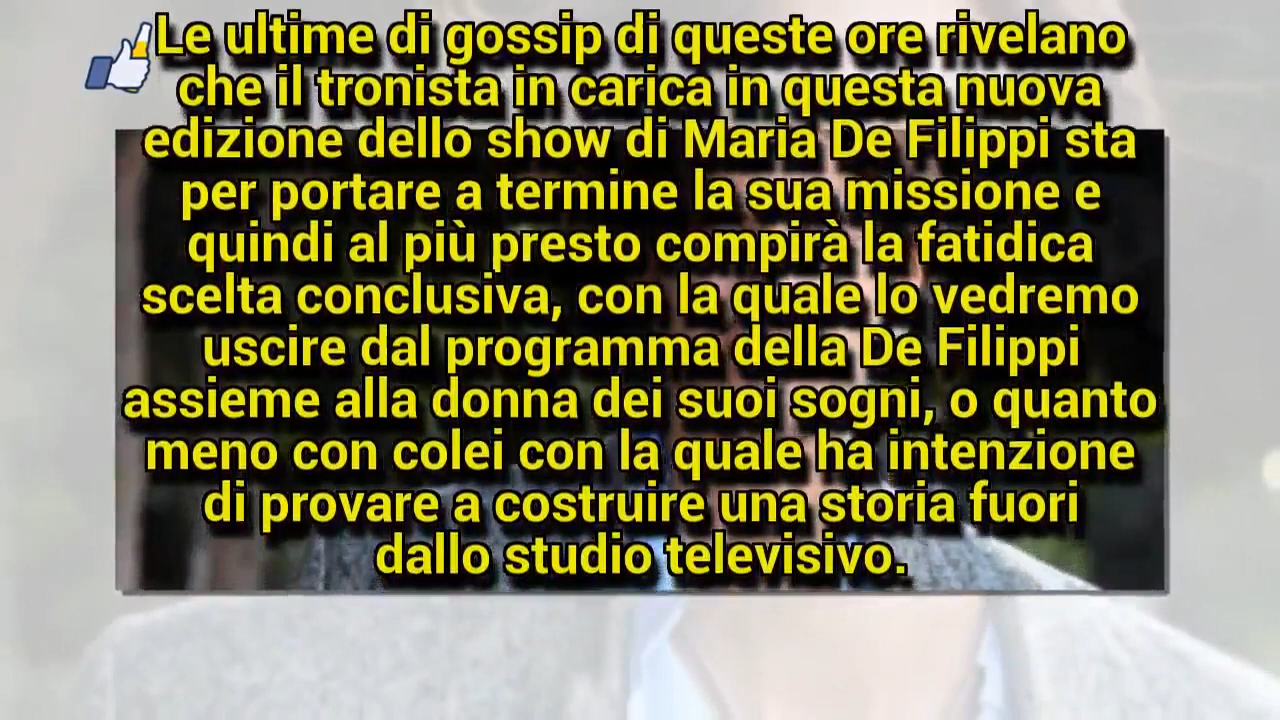 Le ultime di gossip di queste ore rivelano
che il tronista in carica in questa nuova
edizione dello show di Maria De Filippi sta
per portare a termine la sua missione e
quindi al più presto compirà la fatidica
scelta conclusiva, con la quale lo vedremo
uscire dal programma della De Filippi
assieme alla donna dei suoi sogni, o quanto
meno con colei con la quale ha intenzione
di provare a costruire una storia fuori
dallo studio televisivo.